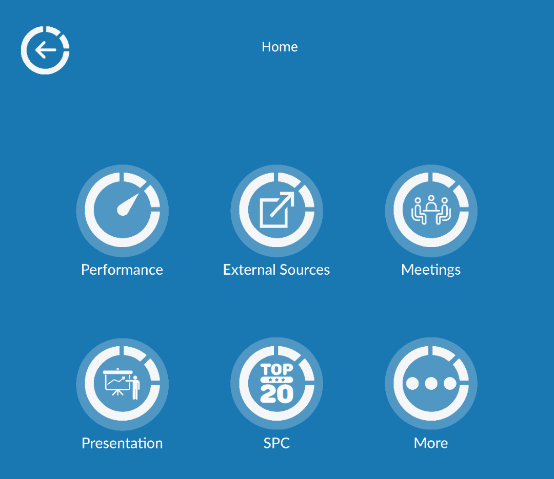 Home
Performance
External Sources
Meetings
TOP
20
Presentation
SPC
More